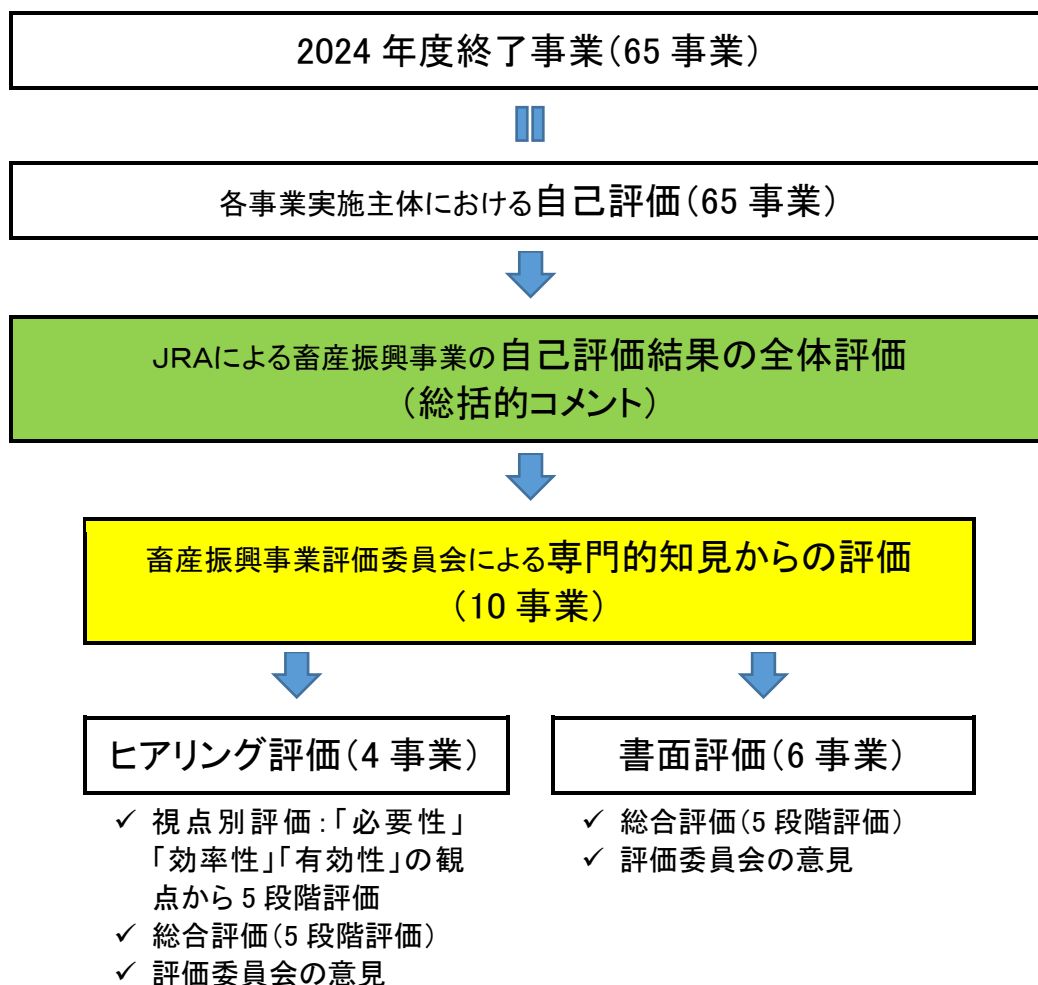 2024 年度終了事業(65 事業)
各事業実施主体における自己評価(65 事業)
JRAによる畜産振興事業の自己評価結果の全体評価
(総括的コメント)
畜産振興事業評価委員会による専門的知見からの評価
(10 事業)
ヒアリング評価(4 事業)
✓ 視点別評価:「必要性」
「効率性」「有効性」の観
点から 5 段階評価
✓ 総合評価(5 段階評価)
✓ 評価委員会の意見
書面評価(6 事業)
✓ 総合評価(5 段階評価)
✓ 評価委員会の意見